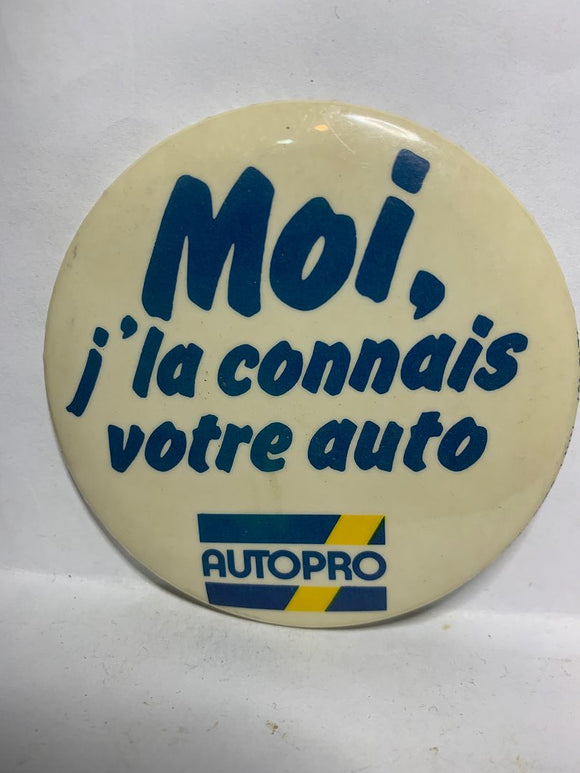 Moi,
j'la connais
votre auto
AUTOPRO